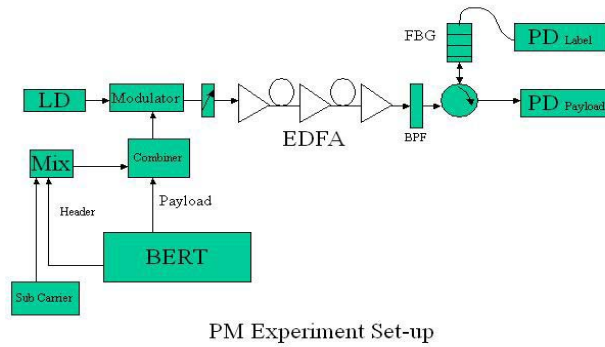 FBG
PD Label
LD
Modulator
PD Payload
EDFA
BPF
Mix
Combiner
Header
Payload
BERT
Sub Carrier
PM Experiment Set-up